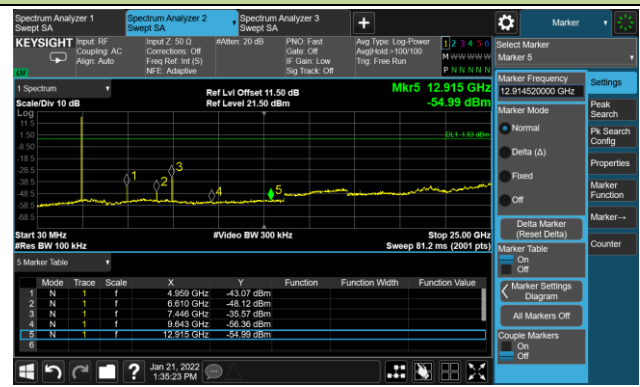 Spectrum Analyzer 1
Swept SA
Spectrum Analyzer 2
Swept SA
Spectrum Analyzer 3
Swept SA
Marker
KEYSIGHT
Input: RF
Coupling: AC
Align: Auto
Input Z: 50 Ω
Corrections: Off
Freq Ref: Int (S)
NFE: Adaptive
#Atten: 20 dB
PNO: Fast
Gate: Off
IF Gain: Low
Sig Track: Off
Avg Type: Log-Power
Avg|Hold:>100/100
Trig: Free Run
1 2 3 4 5 6
M W W W W W
P N N N N N
LXI
Select Marker
Marker 5
1 Spectrum
Scale/Div 10 dB
Log
Ref Lvl Offset 11.50 dB
Ref Level 21.50 dBm
Mkr5 12.915 GHz
-54.99 dBm
11.5
1.50
-8.50
-18.5
-28.5
-38.5
-48.5
-58.5
-68.5
DL1 -1.83 dBm
1
2
3
4
5
Start 30 MHz
#Res BW 100 kHz
#Video BW 300 kHz
Stop 25.00 GHz
Sweep 81.2 ms (2001 pts)
5 Marker Table
Mode Trace Scale X Y Function Function Width Function Value
1 N 1 f 4.959 GHz -43.07 dBm
2 N 1 f 6.610 GHz -48.12 dBm
3 N 1 f 7.446 GHz -35.57 dBm
4 N 1 f 9.643 GHz -56.36 dBm
5 N 1 f 12.915 GHz -54.99 dBm
6
Marker Frequency
12.914520000 GHz
Marker Mode
Normal
Delta (Δ)
Fixed
Off
Delta Marker
(Reset Delta)
Marker Table
On
Off
Marker Settings
Diagram
All Markers Off
Couple Markers
On
Off
Settings
Peak
Search
Pk Search
Config
Properties
Marker
Function
Marker→
Counter
?
Jan 21, 2022
1:35:23 PM